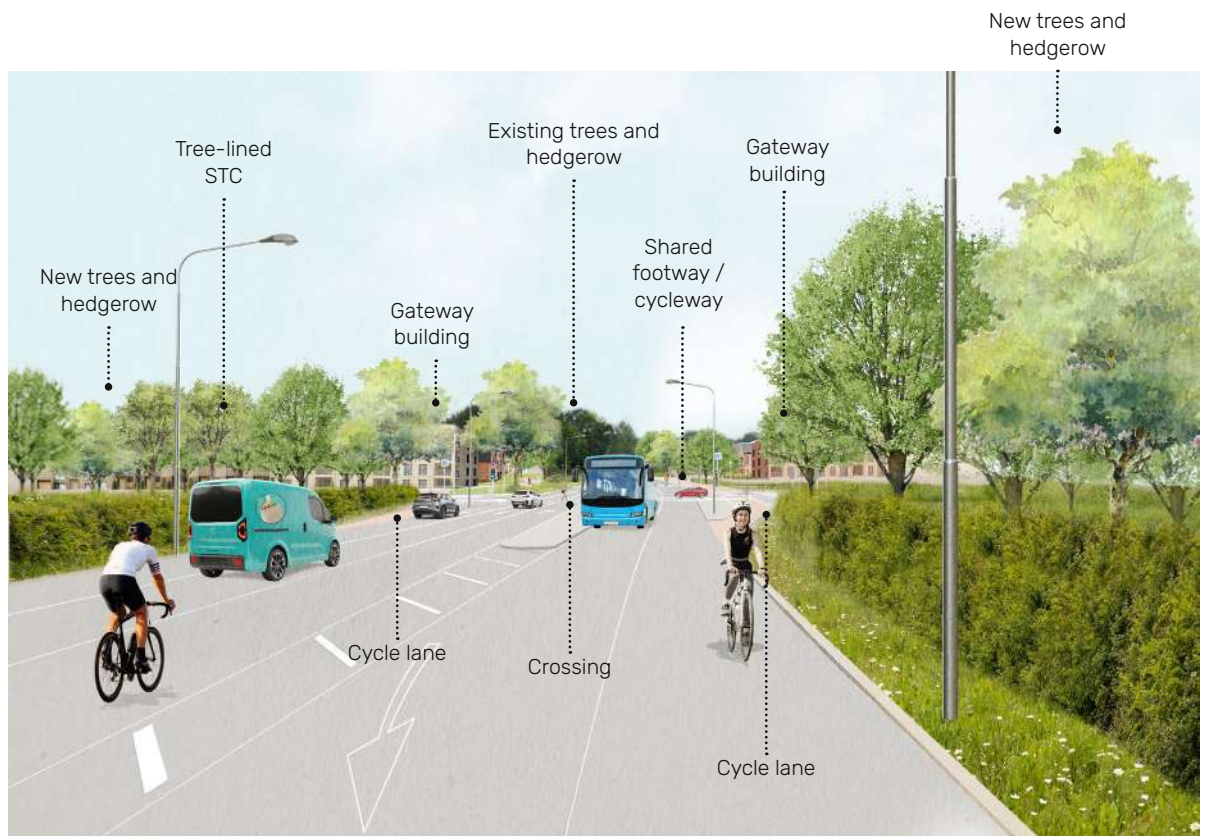 New trees and
hedgerow
Tree-lined
STC
Existing trees and
hedgerow
Gateway
building
New trees and
hedgerow
Gateway
building
Shared
footway /
cycleway
Cycle lane
Crossing
Cycle lane